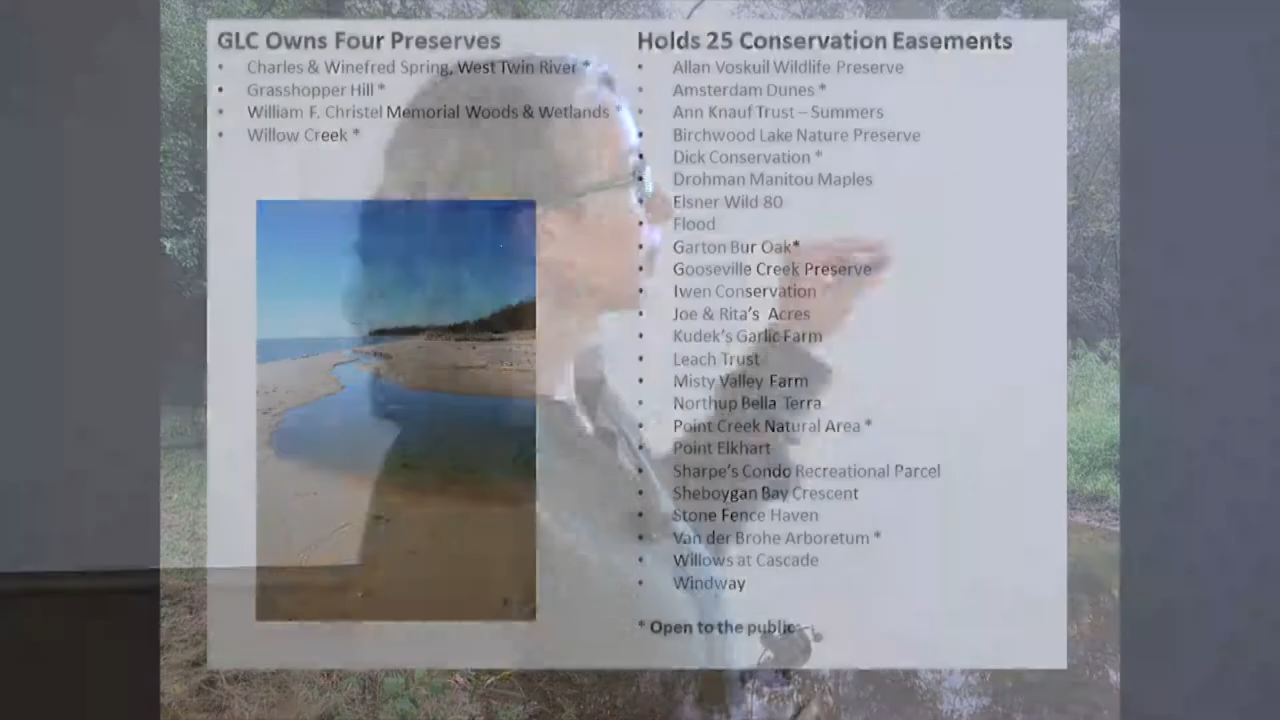 GLC Owns Four Preserves
• Charles & Winefred Spring, West Twin River *
• Grasshopper Hill *
• William F. Christel Memorial Woods & Wetlands *
• Willow Creek *
Holds 25 Conservation Easements
• Allan Voskuil Wildlife Preserve
• Amsterdam Dunes *
• Ann Knauf Trust – Summers
• Birchwood Lake Nature Preserve
• Dick Conservation *
• Drohman Manitou Maples
• Elsner Wild 80
• Flood
• Garton Bur Oak*
• Gooseville Creek Preserve
• Iwen Conservation
• Joe & Rita's Acres
• Kudek's Garlic Farm
• Leach Trust
• Misty Valley Farm
• Northup Bella Terra
• Point Creek Natural Area *
• Point Elkhart
• Sharpe's Condo Recreational Parcel
• Sheboygan Bay Crescent
• Stone Fence Haven
• Van der Brohe Arboretum *
• Willows at Cascade
• Windway
* Open to the public